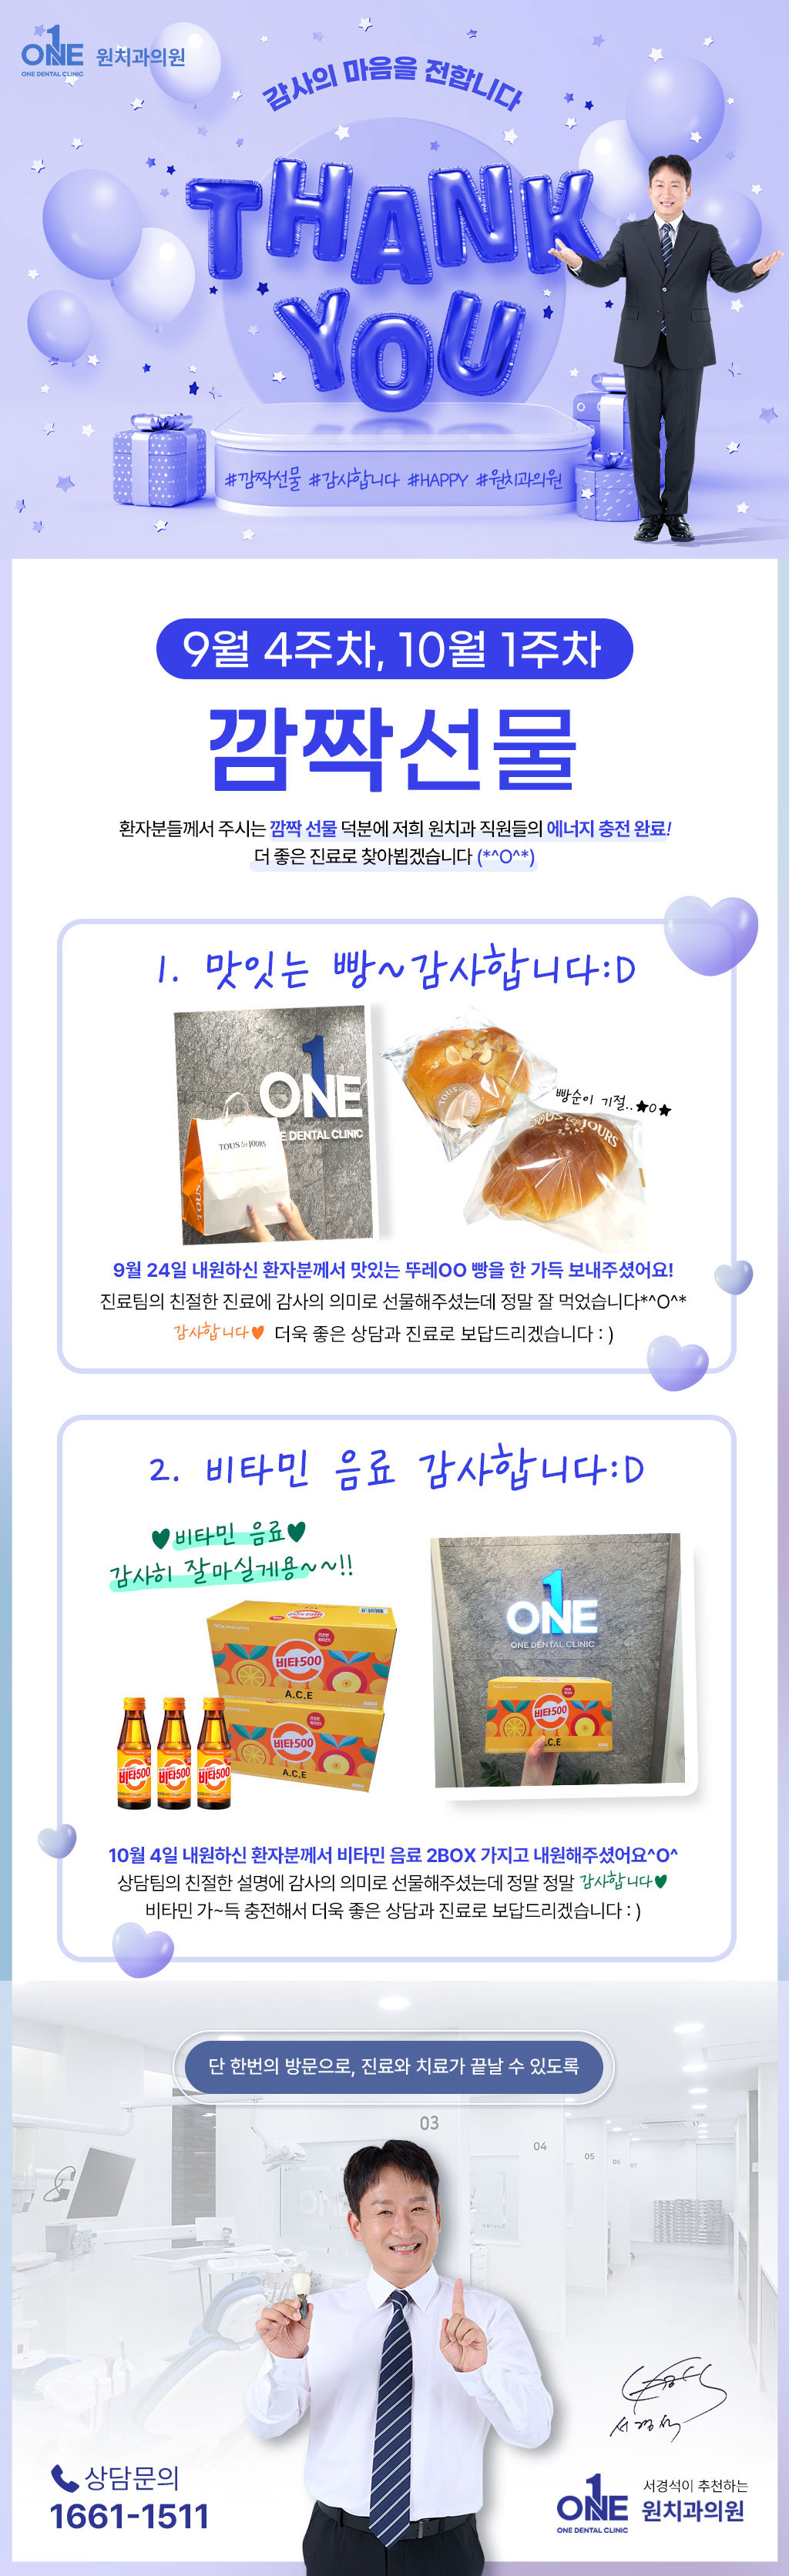 ONE 원치과의원
ONE DENTAL CLINIC
감사의 마음을 전합니다
THANK
YOU
#깜짝선물 #감사합니다 #HAPPY #원치과의원
9월 4주차, 10월 1주차
깜짝선물
환자분들께서 주시는 깜짝 선물 덕분에 저희 원치과 직원들의 에너지 충전 완료!
더 좋은 진료로 찾아뵙겠습니다 (*^O^*)
1. 맛있는 빵~감사합니다:D
ONE
E DENTAL CLINIC
TOUS les JOURS
TOUS
빵순이 기절..★o★
TOUS les JOURS
9월 24일 내원하신 환자분께서 맛있는 뚜레OO 빵을 한 가득 보내주셨어요!
진료팀의 친절한 진료에 감사의 의미로 선물해주셨는데 정말 잘 먹었습니다*^O^*
감사합니다♥ 더욱 좋은 상담과 진료로 보답드리겠습니다 : )
2. 비타민 음료 감사합니다:D
♥비타민 음료♥
감사히 잘마실게용~~!!
ONE
ONE DENTAL CLINIC
비타500
A,C,E
비타500
A,C,E
비타500
A,C,E
비타500 비타500 비타500
10월 4일 내원하신 환자분께서 비타민 음료 2BOX 가지고 내원해주셨어요^O^
상담팀의 친절한 설명에 감사의 의미로 선물해주셨는데 정말 정말 감사합니다♥
비타민 가~득 충전해서 더욱 좋은 상담과 진료로 보답드리겠습니다 : )
단 한번의 방문으로, 진료와 치료가 끝날 수 있도록
03
04
05
06
07
서경석
상담문의
1661-1511
서경석이 추천하는
ONE 원치과의원
ONE DENTAL CLINIC